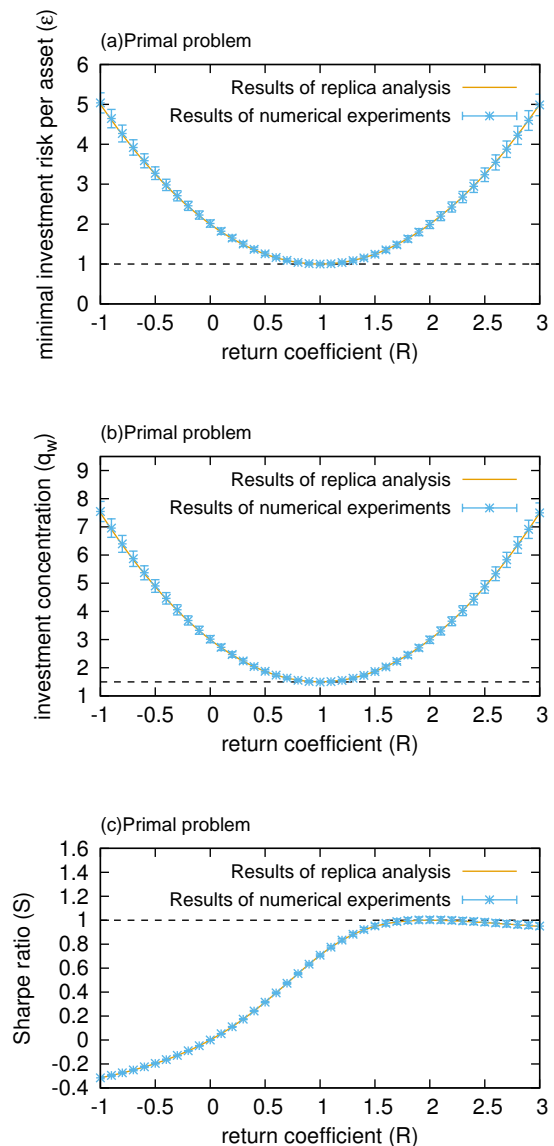 (a)Primal problem
minimal investment risk per asset (ε)
6
5
4
3
2
1
0
Results of replica analysis
Results of numerical experiments
-1 -0.5 0 0.5 1 1.5 2 2.5 3
return coefficient (R)
(b)Primal problem
investment concentration (q_w)
9
8
7
6
5
4
3
2
1
Results of replica analysis
Results of numerical experiments
-1 -0.5 0 0.5 1 1.5 2 2.5 3
return coefficient (R)
(c)Primal problem
Sharpe ratio (S)
1.6
1.4
1.2
1
0.8
0.6
0.4
0.2
0
-0.2
-0.4
Results of replica analysis
Results of numerical experiments
-1 -0.5 0 0.5 1 1.5 2 2.5 3
return coefficient (R)